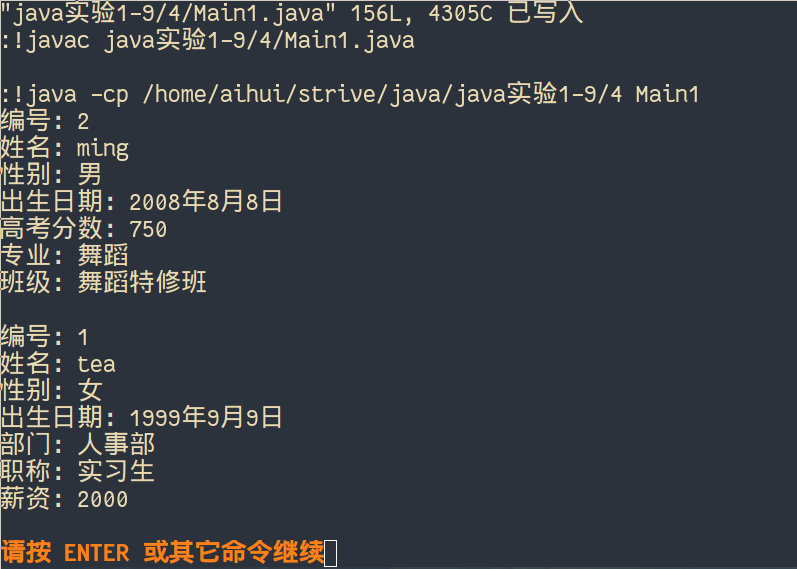 "java实验1-9/4/Main1.java" 156L, 4305C 已写入
:!javac java实验1-9/4/Main1.java
:!java -cp /home/aihui/strive/java/java实验1-9/4 Main1
编号: 2
姓名: ming
性别: 男
出生日期: 2008年8月8日
高考分数: 750
专业: 舞蹈
班级: 舞蹈特修班
编号: 1
姓名: tea
性别: 女
出生日期: 1999年9月9日
部门: 人事部
职称: 实习生
薪资: 2000
请按 ENTER 或其它命令继续